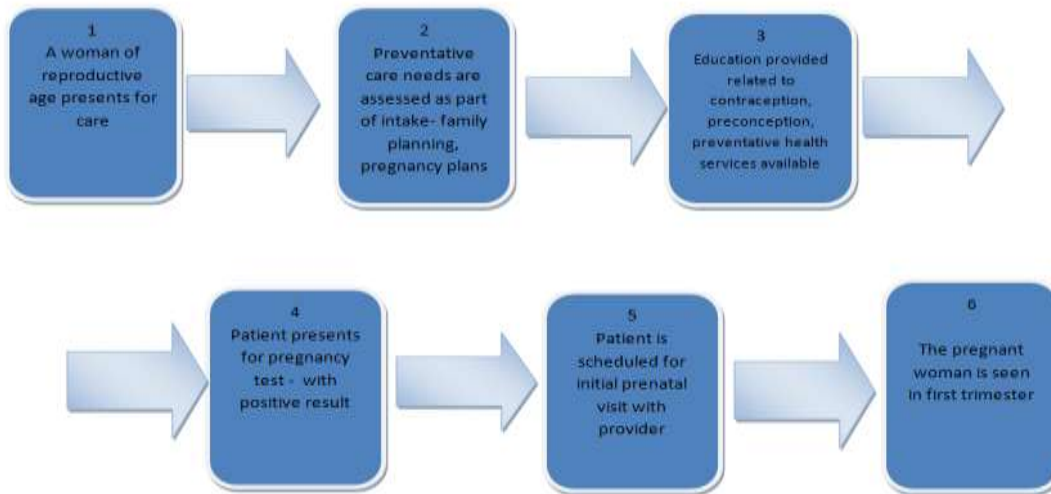 1
A woman of
reproductive
age presents for
care
2
Preventative
care needs are
assessed as part
of intake- family
planning,
pregnancy plans
3
Education provided
related to
contraception,
preconception,
preventative health
services available
4
Patient presents
for pregnancy
test - with
positive result
5
Patient is
scheduled for
initial prenatal
visit with
provider
6
The pregnant
woman is seen
in first trimester